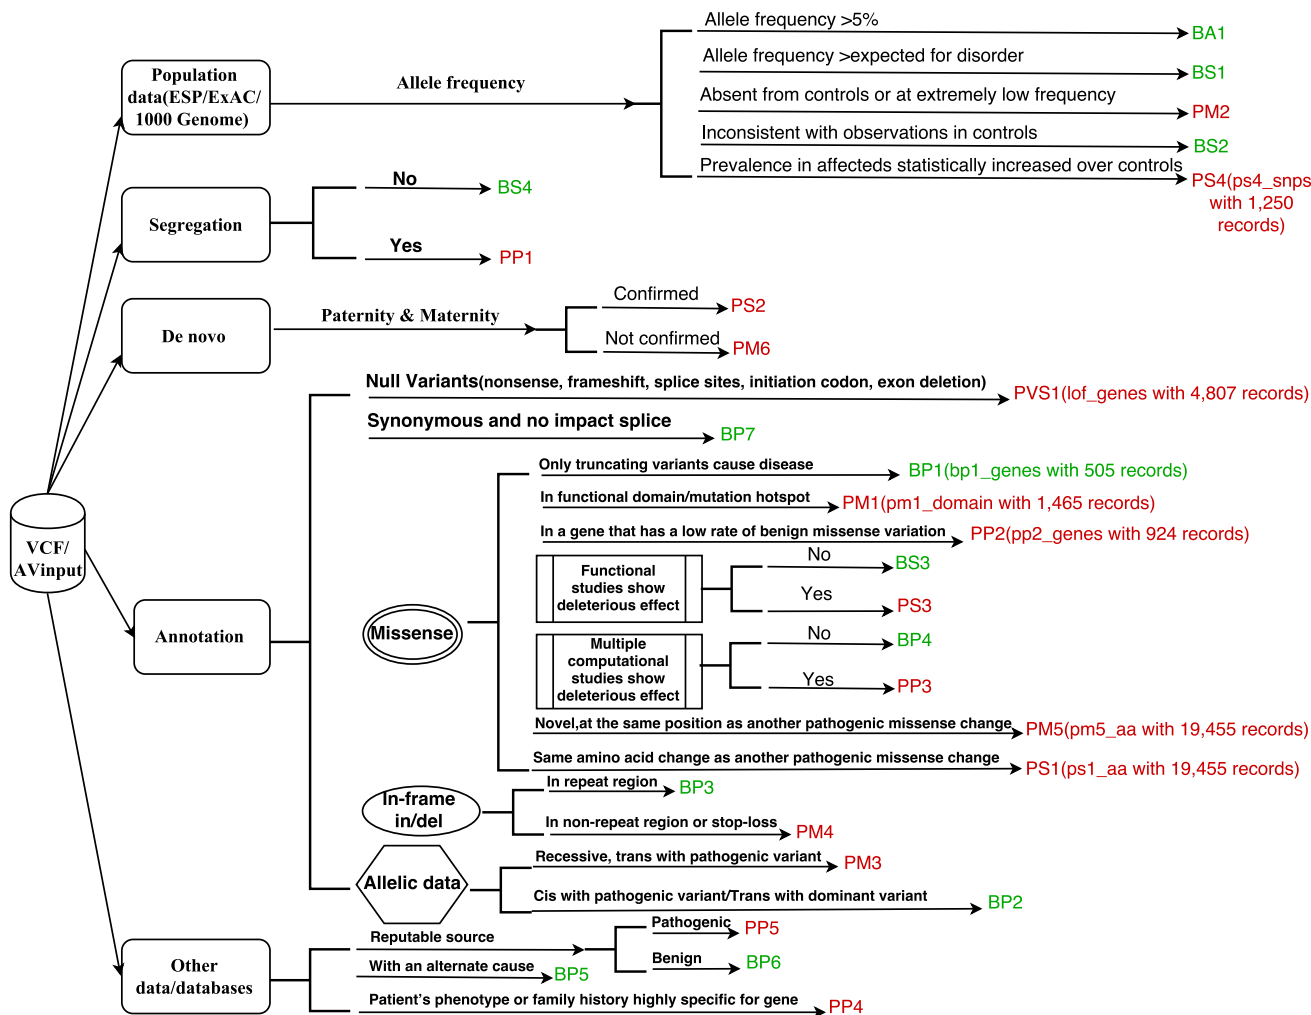 Allele frequency >5%
BA1
Population
data(ESP/ExAC/
1000 Genome)
Allele frequency
Allele frequency >expected for disorder
BS1
Absent from controls or at extremely low frequency
PM2
Inconsistent with observations in controls
BS2
Prevalence in affecteds statistically increased over controls
PS4(ps4_snps
with 1,250
records)
Segregation
No
BS4
Yes
PP1
De novo
Paternity & Maternity
Confirmed
PS2
Not confirmed
PM6
VCF/
AVinput
Annotation
Null Variants(nonsense, frameshift, splice sites, initiation codon, exon deletion)
PVS1(lof_genes with 4,807 records)
Synonymous and no impact splice
BP7
Missense
Only truncating variants cause disease
BP1(bp1_genes with 505 records)
In functional domain/mutation hotspot
PM1(pm1_domain with 1,465 records)
In a gene that has a low rate of benign missense variation
PP2(pp2_genes with 924 records)
Functional
studies show
deleterious effect
No
BS3
Yes
PS3
Multiple
computational
studies show
deleterious effect
No
BP4
Yes
PP3
Novel,at the same position as another pathogenic missense change
PM5(pm5_aa with 19,455 records)
Same amino acid change as another pathogenic missense change
PS1(ps1_aa with 19,455 records)
In-frame
in/del
In repeat region
BP3
In non-repeat region or stop-loss
PM4
Allelic data
Recessive, trans with pathogenic variant
PM3
Cis with pathogenic variant/Trans with dominant variant
BP2
Other
data/databases
Reputable source
Pathogenic
PP5
Benign
BP6
With an alternate cause
BP5
Patient's phenotype or family history highly specific for gene
PP4